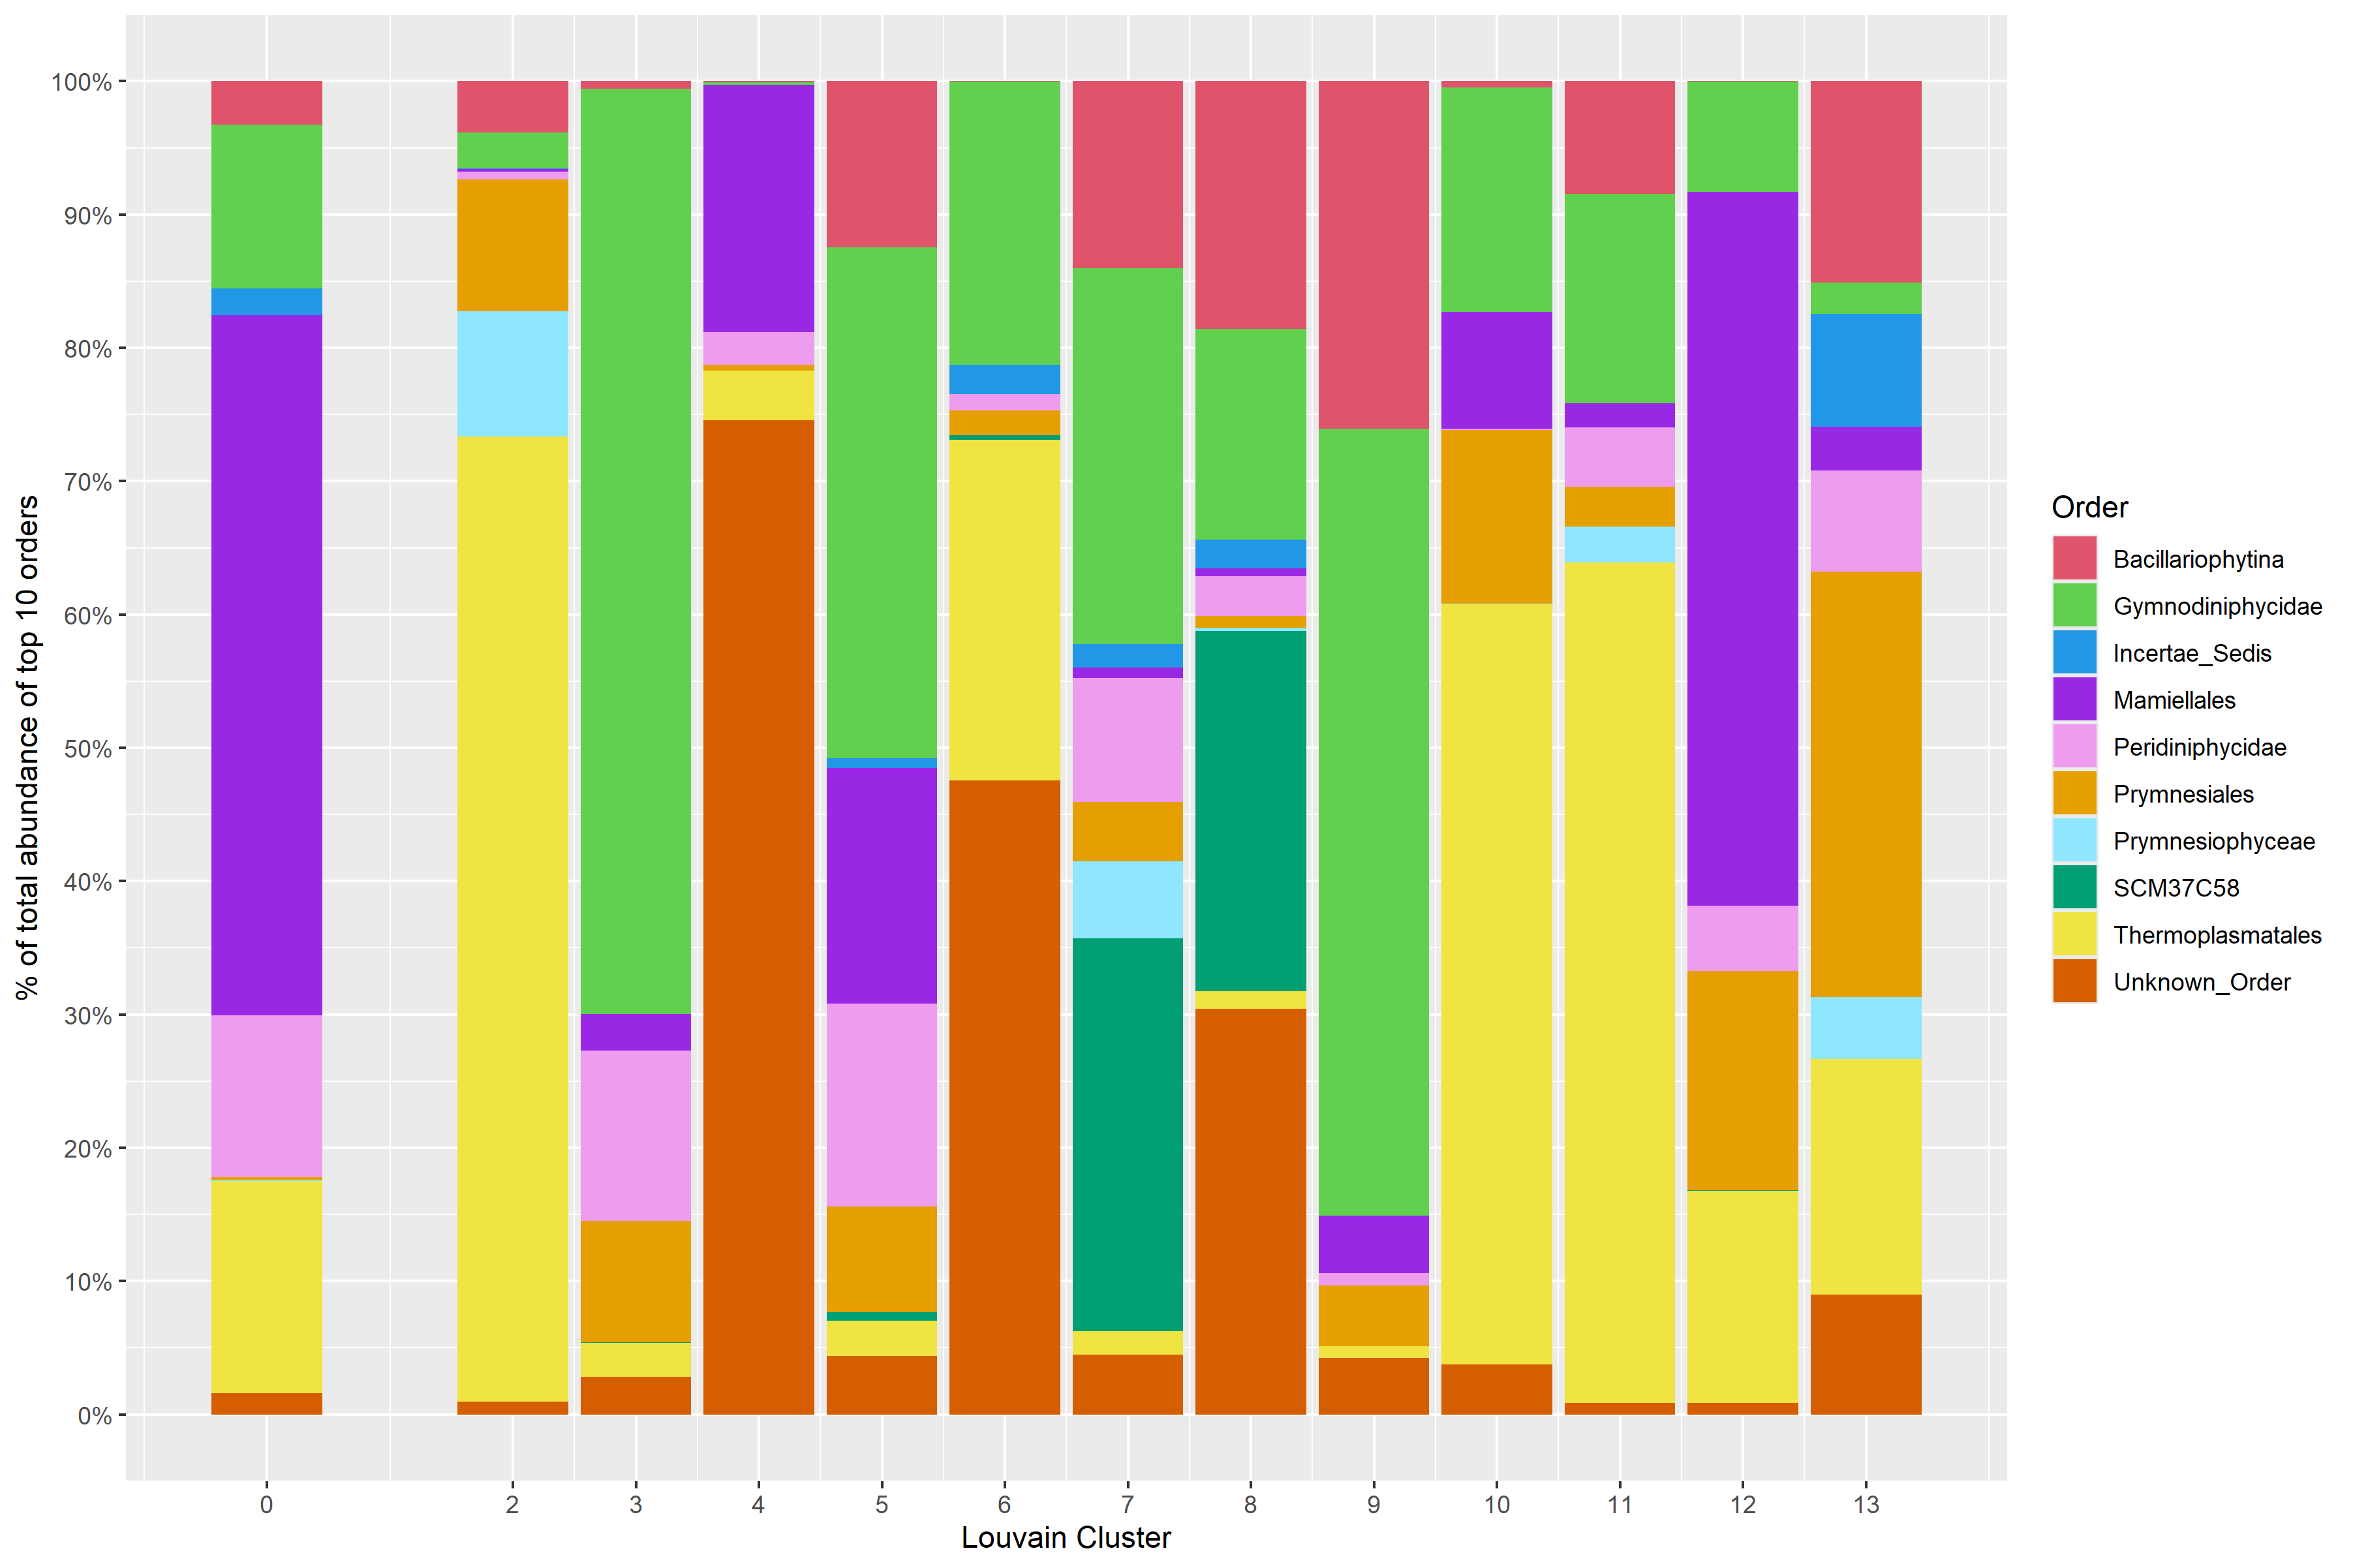 % of total abundance of top 10 orders
100%
90%
80%
70%
60%
50%
40%
30%
20%
10%
0%
0 2 3 4 5 6 7 8 9 10 11 12 13
Louvain Cluster
Order
Bacillariophytina
Gymnodiniphycidae
Incertae_Sedis
Mamiellales
Peridiniphycidae
Prymnesiales
Prymnesiophyceae
SCM37C58
Thermoplasmatales
Unknown_Order